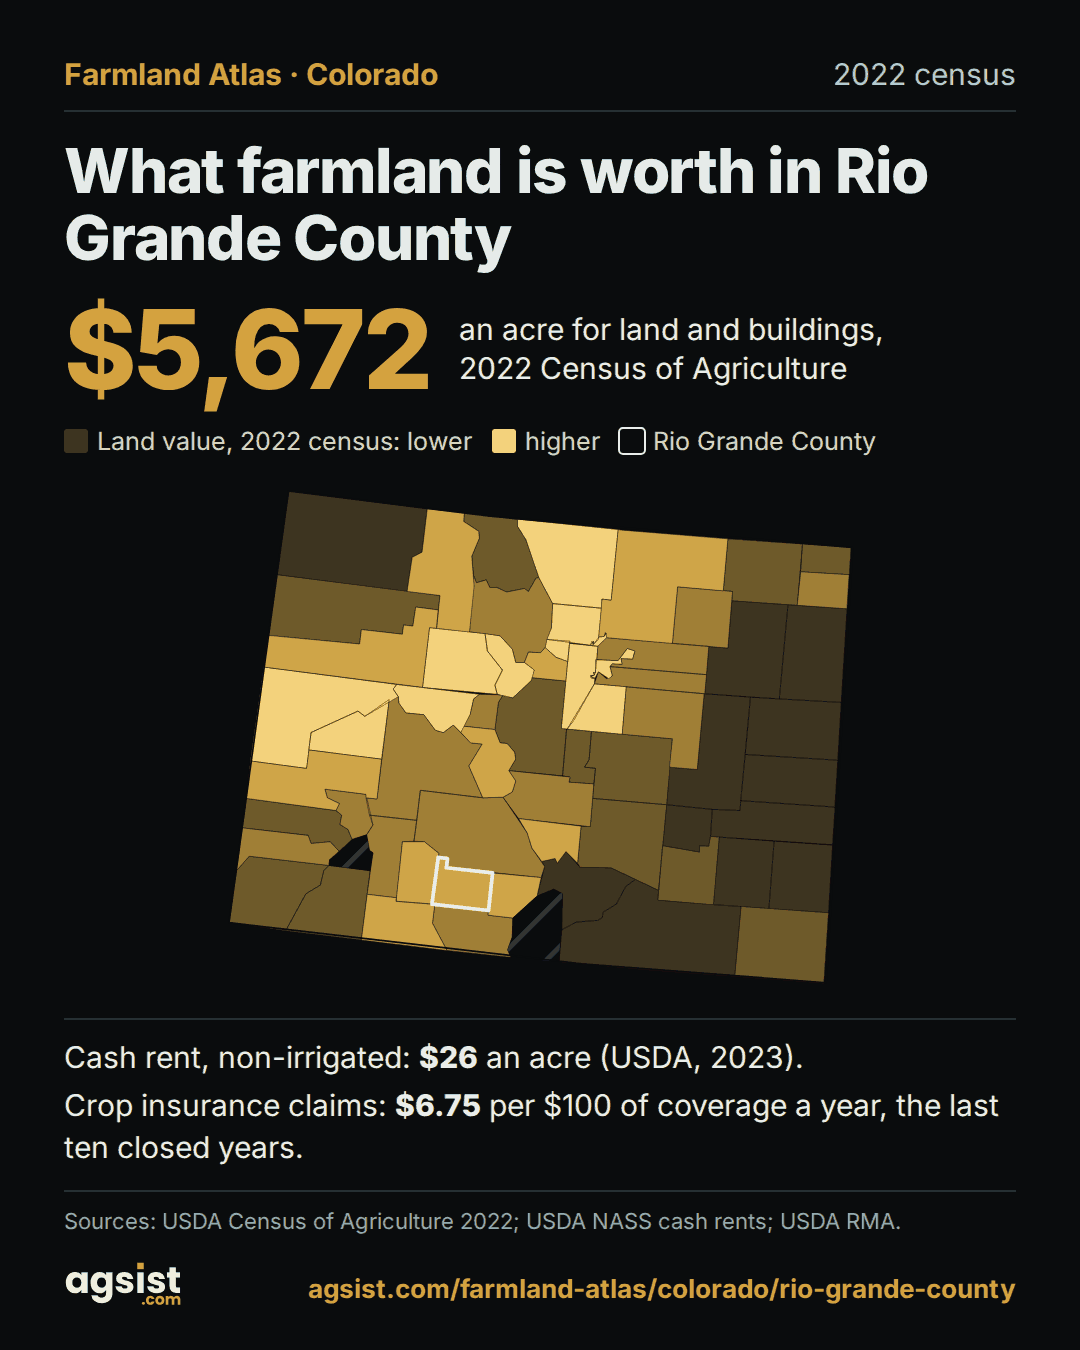 Farmland Atlas · Colorado
2022 census
What farmland is worth in Rio
Grande County
$5,672
an acre for land and buildings,
2022 Census of Agriculture
Land value, 2022 census: lower
higher
Rio Grande County
Cash rent, non-irrigated: $26 an acre (USDA, 2023).
Crop insurance claims: $6.75 per $100 of coverage a year, the last
ten closed years.
Sources: USDA Census of Agriculture 2022; USDA NASS cash rents; USDA RMA.
agsist
.com
agsist.com/farmland-atlas/colorado/rio-grande-county